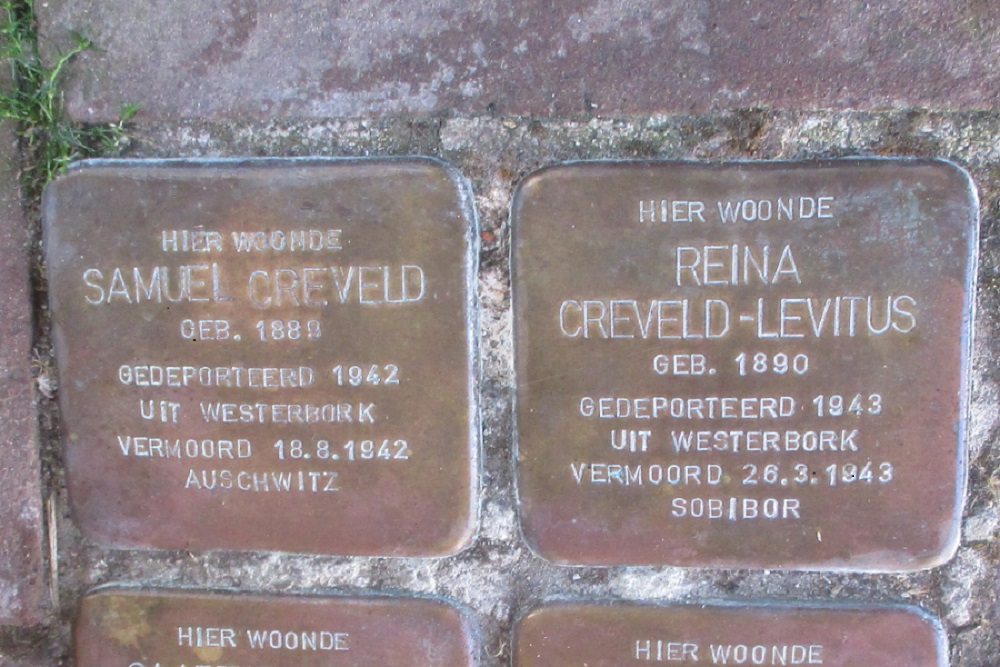 HIER WOONDE
SAMUEL CREVELD
GEB. 1889
GEDEPORTEERD 1942
UIT WESTERBORK
VERMOORD 18.8.1942
AUSCHWITZ
HIER WOONDE
REINA
CREVELD-LEVITUS
GEB. 1890
GEDEPORTEERD 1943
UIT WESTERBORK
VERMOORD 26.3.1943
SOBIBOR
HIER WOONDE
HIER WOONDE